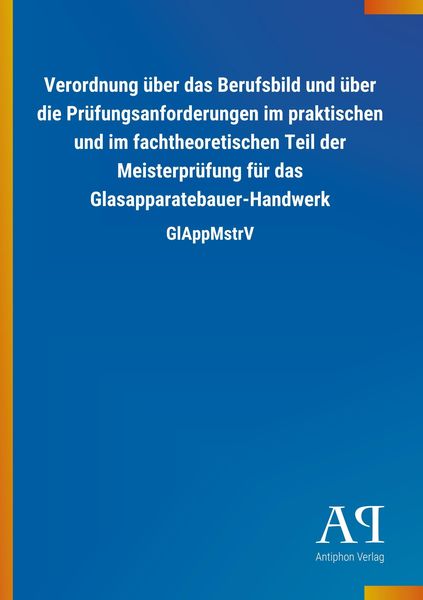 Verordnung über das Berufsbild und über
die Prüfungsanforderungen im praktischen
und im fachtheoretischen Teil der
Meisterprüfung für das
Glasapparatebauer-Handwerk
GlAppMstrV
AP
Antiphon Verlag